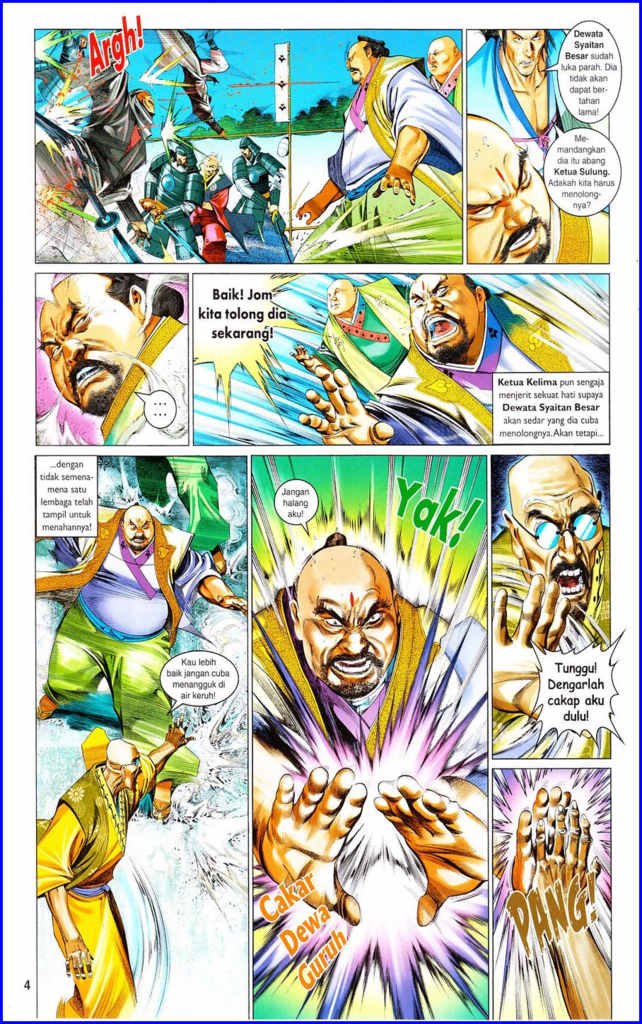 Argh!
Dewata
Syaitan
Besar sudah
luka parah. Dia
tidak akan
dapat ber-
tahan
lama!
Me-
mandangkan
dia itu abang
Ketua Sulung.
Adakah harus
menolong-
nya?
...
Baik! Jom
kita tolong dia
sekarang!
Ketua Kelima pun sengaja
menjerit sekuat hati supaya
Dewata Syaitan Besar
akan sedar yang dia cuba
menolongnya. Akan tetapi...
...dengan
tidak semena-
mena satu
lembaga telah
tampil untuk
menahannya!
Kau lebih
baik jangan cuba
menangguk di
air keruh!
Jangan
halang
aku!
Yak!
Cakar
Dewa
Guruh
Tunggu!
Dengarlah
cakap aku
dulu!
PANG!
4